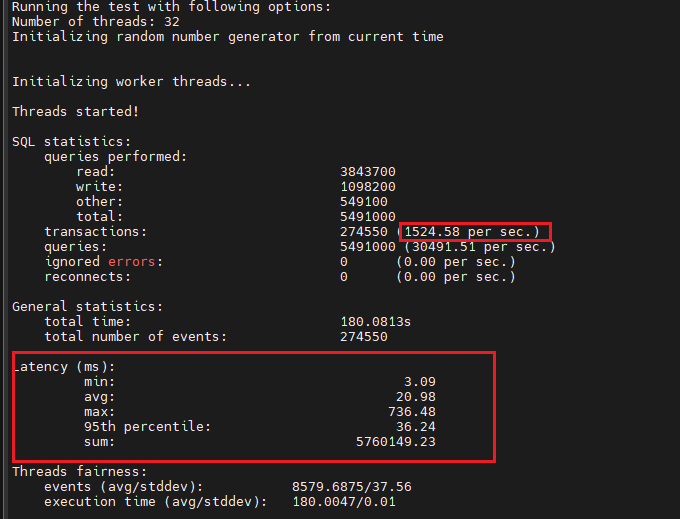 Running the test with following options:
Number of threads: 32
Initializing random number generator from current time
Initializing worker threads...
Threads started!
SQL statistics:
queries performed:
read: 3843700
write: 1098200
other: 549100
total: 5491000
transactions: 274550 (1524.58 per sec.)
queries: 5491000 (30491.51 per sec.)
ignored errors: 0 (0.00 per sec.)
reconnects: 0 (0.00 per sec.)
General statistics:
total time: 180.0813s
total number of events: 274550
Latency (ms):
min: 3.09
avg: 20.98
max: 736.48
95th percentile: 36.24
sum: 5760149.23
Threads fairness:
events (avg/stddev): 8579.6875/37.56
execution time (avg/stddev): 180.0047/0.01